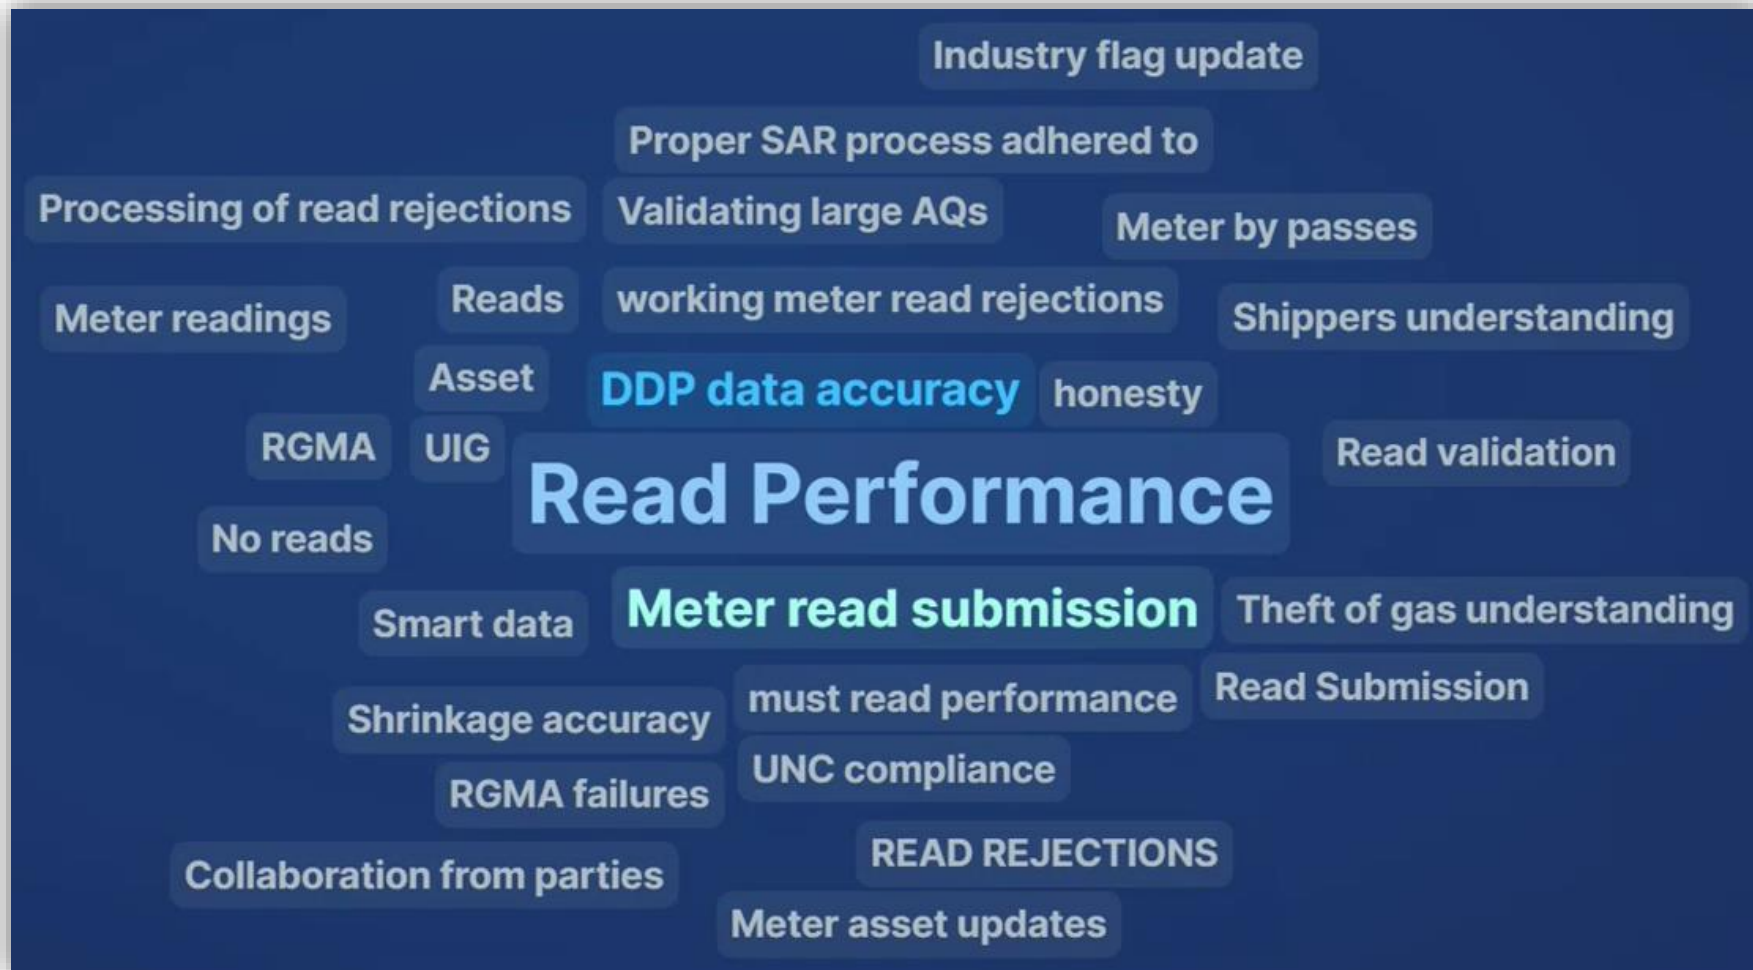 Industry flag update
Proper SAR process adhered to
Processing of read rejections
Validating large AQs
Meter by passes
Meter readings
Reads
working meter read rejections
Shippers understanding
Asset
DDP data accuracy
honesty
RGMA
UIG
Read Performance
Read validation
No reads
Smart data
Meter read submission
Theft of gas understanding
Shrinkage accuracy
must read performance
Read Submission
RGMA failures
UNC compliance
Collaboration from parties
READ REJECTIONS
Meter asset updates